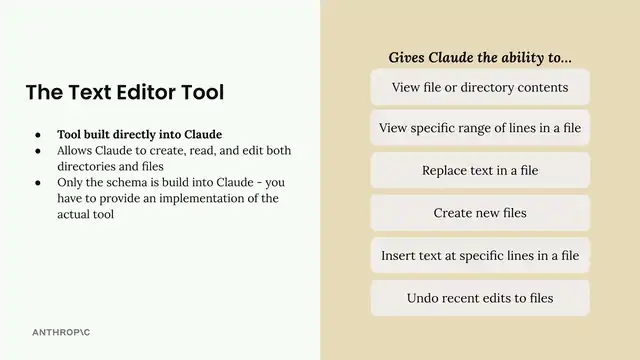 The Text Editor Tool
● Tool built directly into Claude
● Allows Claude to create, read, and edit both
directories and files
● Only the schema is build into Claude - you
have to provide an implementation of the
actual tool
ANTHROP\C
Gives Claude the ability to...
View file or directory contents
View specific range of lines in a file
Replace text in a file
Create new files
Insert text at specific lines in a file
Undo recent edits to files